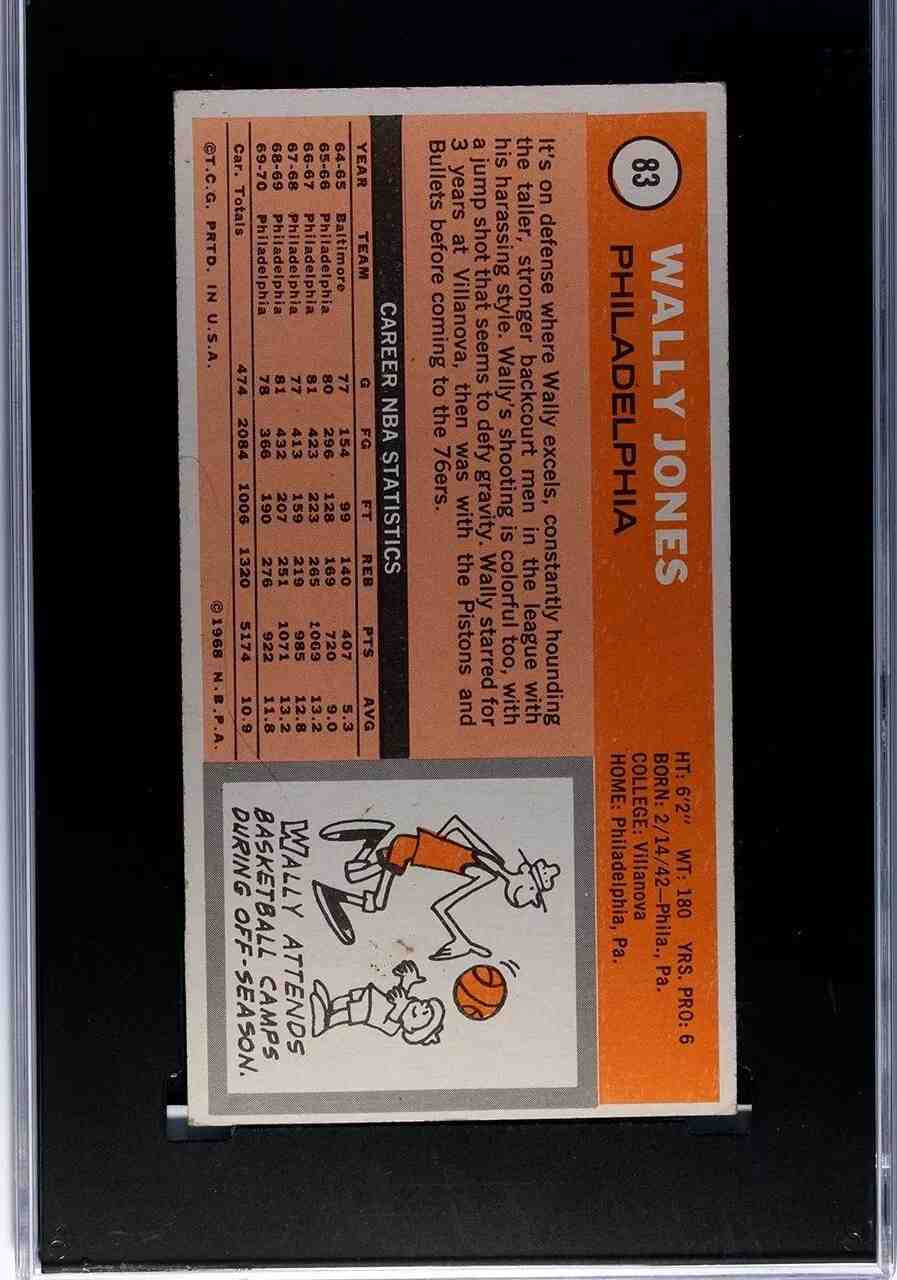 83
WALLY JONES
PHILADELPHIA
HT: 6'2" WT: 180 YRS. PRO: 6
BORN: 2/14/42—Phila., Pa.
COLLEGE: Villanova
HOME: Philadelphia, Pa.
It's on defense where Wally excels, constantly hounding
the taller, stronger backcourt men in the league with
his harassing style. Wally's shooting is colorful too, with
a jump shot that seems to defy gravity. Wally starred for
3 years at Villanova, then was with the Pistons and
Bullets before coming to the 76ers.
CAREER NBA STATISTICS
YEAR TEAM G FG FT REB PTS AVG
64-65 Baltimore 77 154 99 140 407 5.3
65-66 Philadelphia 80 296 128 169 720 9.0
66-67 Philadelphia 81 423 223 265 1069 13.2
67-68 Philadelphia 77 413 159 219 985 12.8
68-69 Philadelphia 81 432 207 251 1071 13.2
69-70 Philadelphia 78 366 190 276 922 11.8
Car. Totals 474 2084 1006 1320 5174 10.9
©T.C.G. PRTD. IN U.S.A. ©1968 N.B.P.A.
WALLY ATTENDS
BASKETBALL CAMPS
DURING OFF-SEASON.